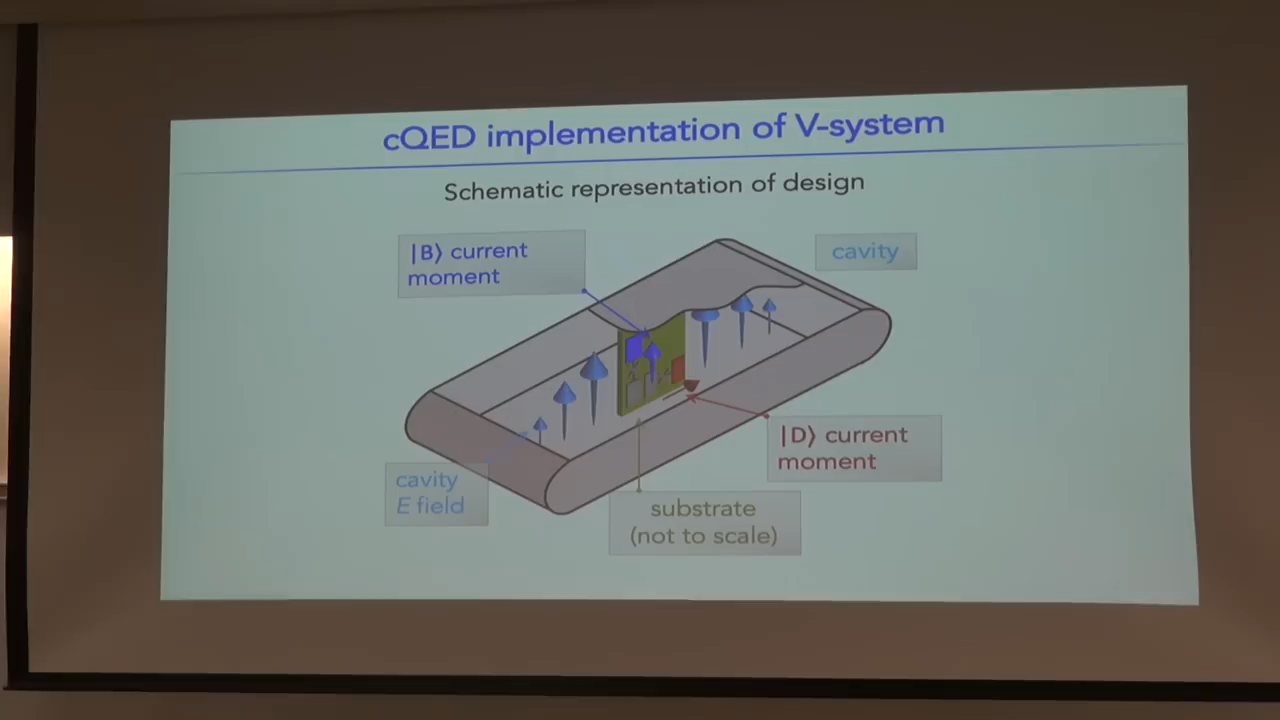 cQED implementation of V-system
Schematic representation of design
|B⟩ current
moment
cavity
|D⟩ current
moment
cavity
E field
substrate
(not to scale)